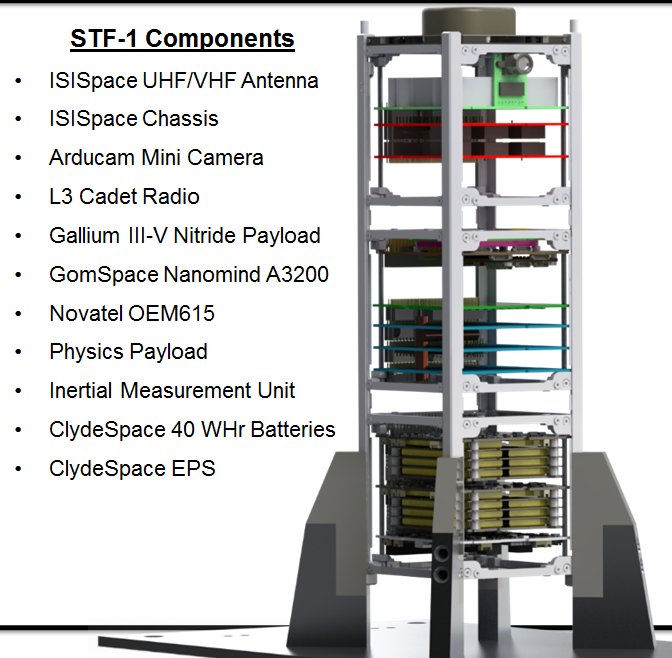 STF-1 Components
• ISISpace UHF/VHF Antenna
• ISISpace Chassis
• Arducam Mini Camera
• L3 Cadet Radio
• Gallium III-V Nitride Payload
• GomSpace Nanomind A3200
• Novatel OEM615
• Physics Payload
• Inertial Measurement Unit
• ClydeSpace 40 WHr Batteries
• ClydeSpace EPS